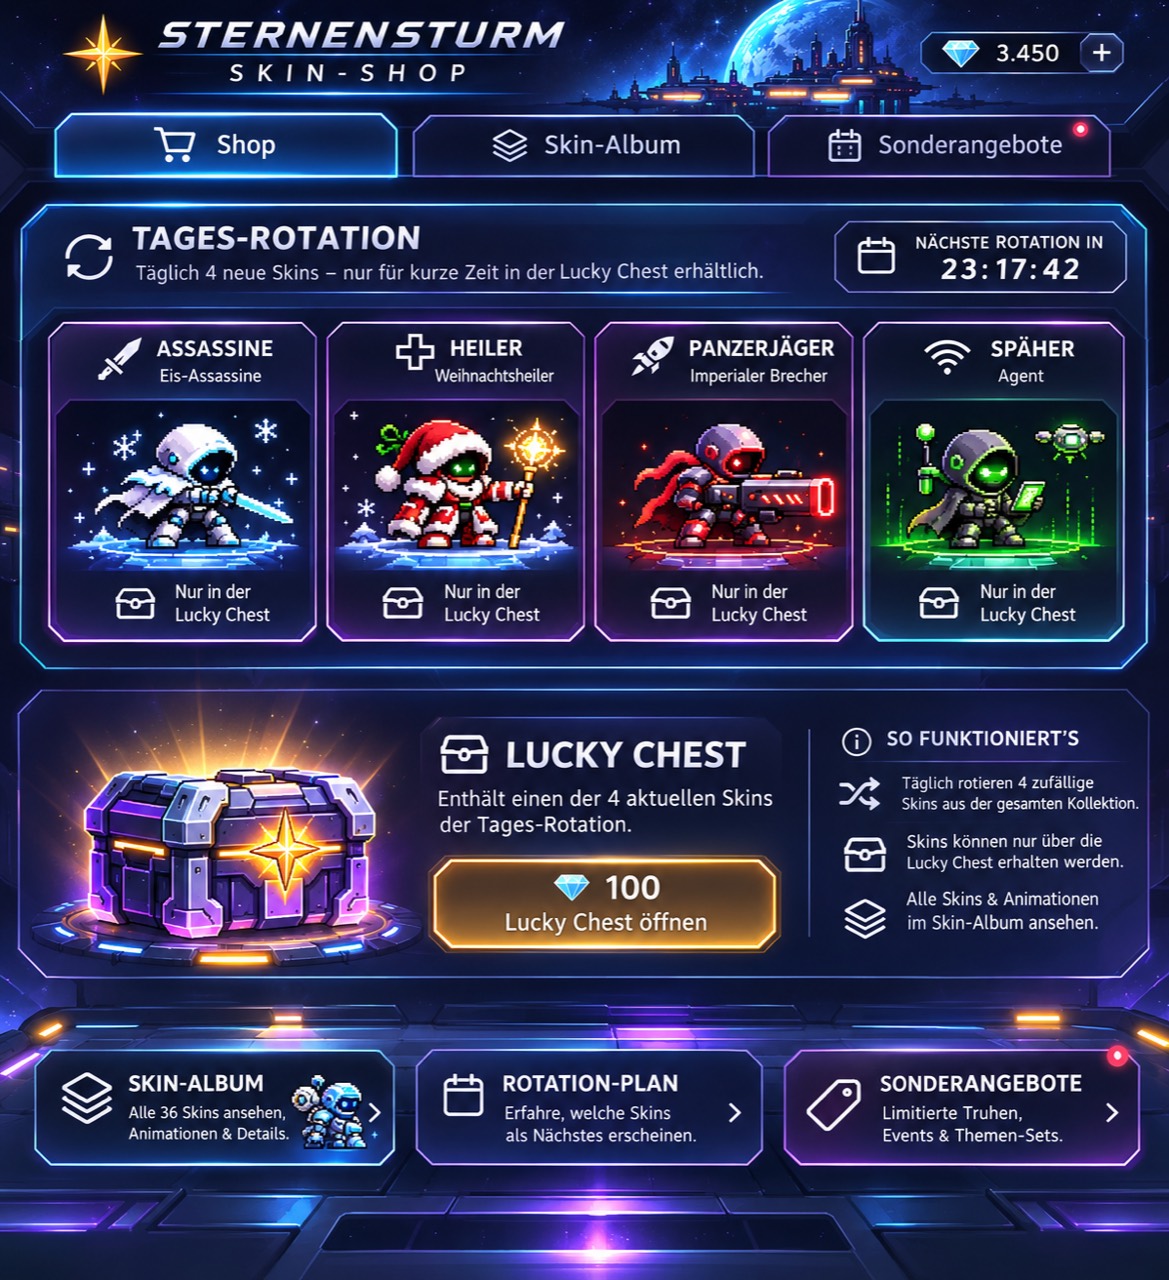 STERNENSTURM
SKIN-SHOP
3.450 +
Shop
Skin-Album
Sonderangebote
TAGES-ROTATION
Täglich 4 neue Skins – nur für kurze Zeit in der Lucky Chest erhältlich.
NÄCHSTE ROTATION IN
23:17:42
ASSASSINE
Eis-Assassine
Nur in der
Lucky Chest
HEILER
Weihnachtsheiler
Nur in der
Lucky Chest
PANZERJÄGER
Imperialer Brecher
Nur in der
Lucky Chest
SPÄHER
Agent
Nur in der
Lucky Chest
LUCKY CHEST
Enthält einen der 4 aktuellen Skins
der Tages-Rotation.
100
Lucky Chest öffnen
SO FUNKTIONIERT'S
Täglich rotieren 4 zufällige
Skins aus der gesamten Kollektion.
Skins können nur über die
Lucky Chest erhalten werden.
Alle Skins & Animationen
im Skin-Album ansehen.
SKIN-ALBUM
Alle 36 Skins ansehen,
Animationen & Details.
ROTATION-PLAN
Erfahre, welche Skins
als Nächstes erscheinen.
SONDERANGEBOTE
Limitierte Truhen,
Events & Themen-Sets.